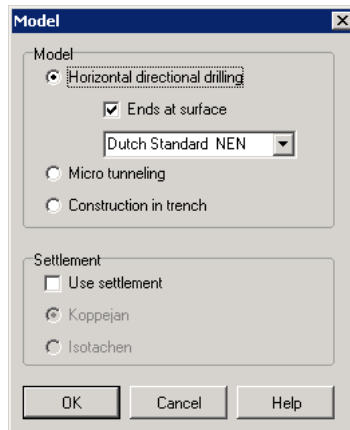 Model
Model
Horizontal directional drilling
Ends at surface
Dutch Standard NEN
Micro tunneling
Construction in trench
Settlement
Use settlement
Koppejan
Isotachen
OK Cancel Help